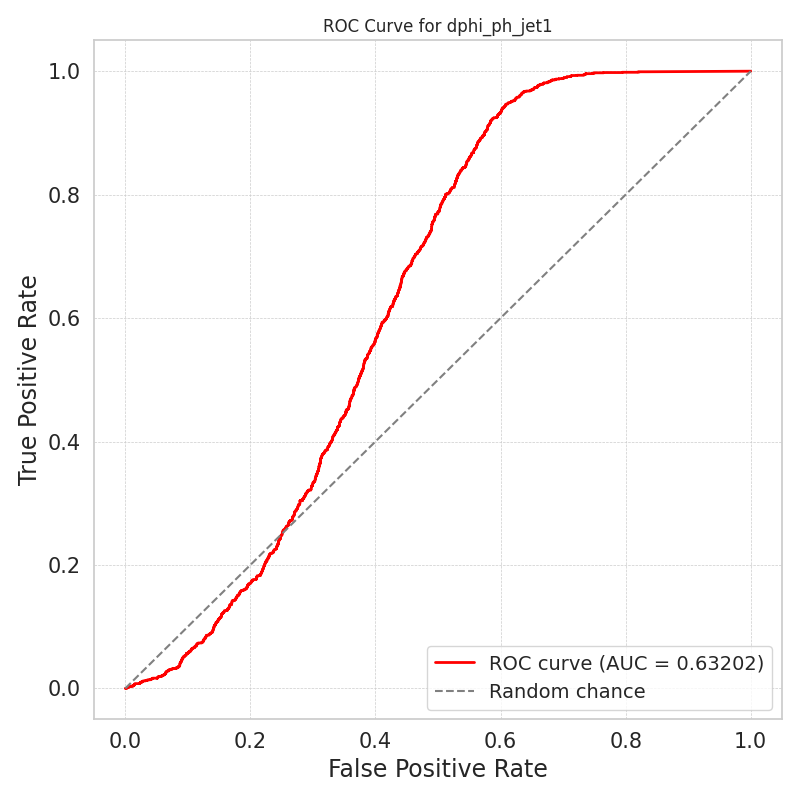 ROC Curve for dphi_ph_jet1
True Positive Rate
1.0
0.8
0.6
0.4
0.2
0.0
ROC curve (AUC = 0.63202)
Random chance
0.0 0.2 0.4 0.6 0.8 1.0
False Positive Rate